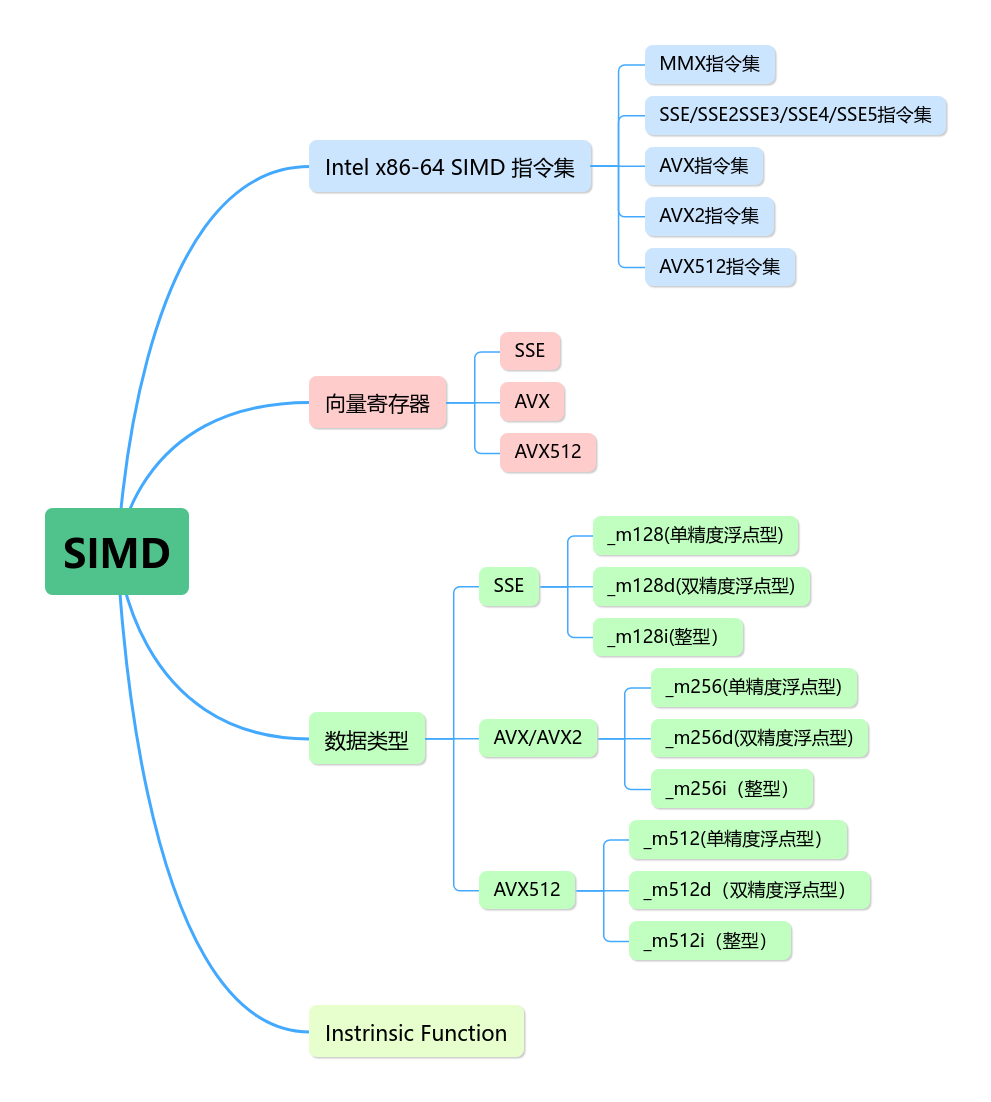 SIMD
Intel x86-64 SIMD 指令集
MMX指令集
SSE/SSE2SSE3/SSE4/SSE5指令集
AVX指令集
AVX2指令集
AVX512指令集
向量寄存器
SSE
AVX
AVX512
数据类型
SSE
_m128(单精度浮点型)
_m128d(双精度浮点型)
_m128i(整型）
AVX/AVX2
_m256(单精度浮点型)
_m256d(双精度浮点型)
_m256i（整型）
AVX512
_m512(单精度浮点型）
_m512d（双精度浮点型）
_m512i（整型）
Instrinsic Function